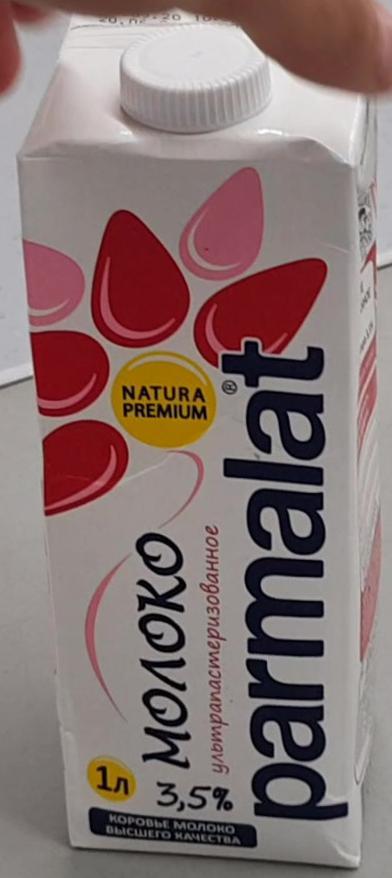 NATURA
PREMIUM
parmalat®
МОЛОКО
ультрапастеризованное
3,5%
1л
КОРОВЬЕ МОЛОКО
ВЫСШЕГО КАЧЕСТВА